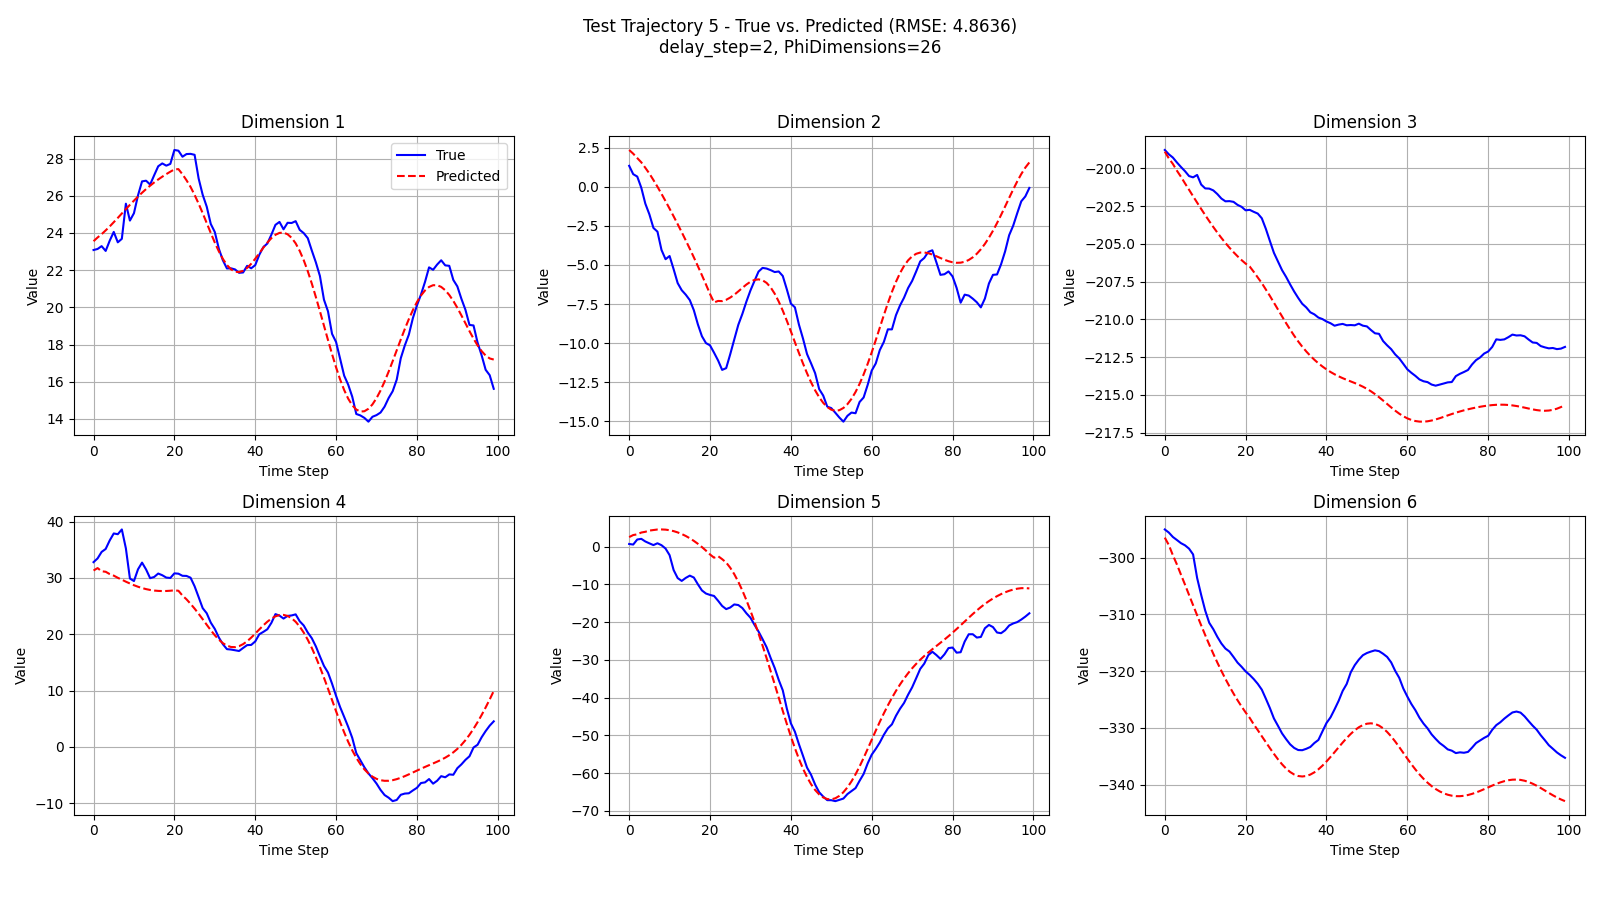 Test Trajectory 5 - True vs. Predicted (RMSE: 4.8636)
delay_step=2, PhiDimensions=26
Dimension 1
True
Predicted
28
26
24
22
20
18
16
14
Value
0 20 40 60 80 100
Time Step
Dimension 2
2.5
0.0
−2.5
−5.0
−7.5
−10.0
−12.5
−15.0
Value
0 20 40 60 80 100
Time Step
Dimension 3
−200.0
−202.5
−205.0
−207.5
−210.0
−212.5
−215.0
−217.5
Value
0 20 40 60 80 100
Time Step
Dimension 4
40
30
20
10
0
−10
Value
0 20 40 60 80 100
Time Step
Dimension 5
0
−10
−20
−30
−40
−50
−60
−70
Value
0 20 40 60 80 100
Time Step
Dimension 6
−300
−310
−320
−330
−340
Value
0 20 40 60 80 100
Time Step